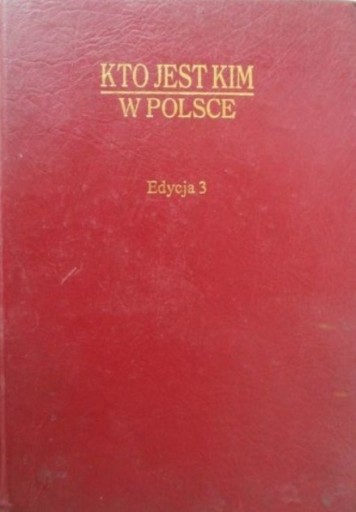 KTO JEST KIM
W POLSCE
Edycja 3